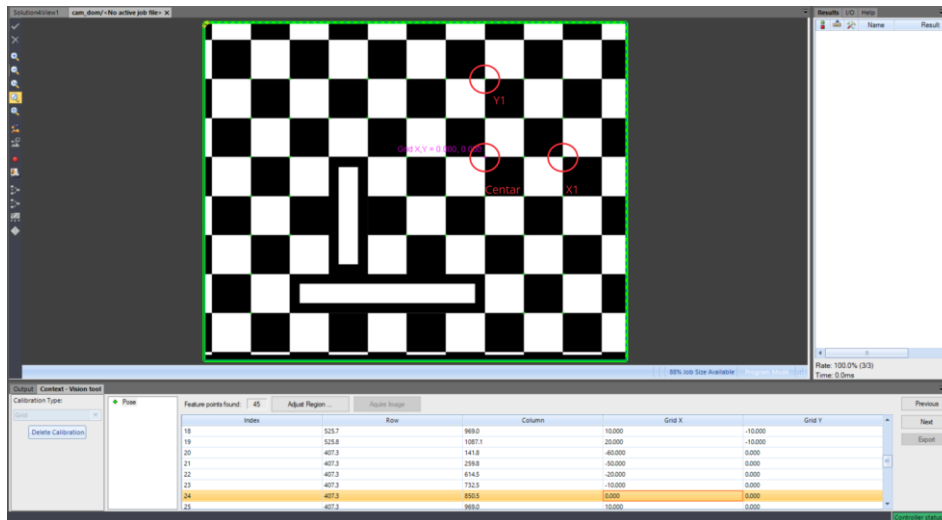 Solution4View1 cam_dom/<No active job file> ×
Results I/O Help
Name Result
Y1
Grid X,Y = 0.000, 0.000
Centar X1
88% Job Size Available Program Mode
Rate: 100.0% (3/3)
Time: 0.0ms
Output Context - Vision tool
Calibration Type:
Grid
Delete Calibration
Pose
Feature points found: 45 Adjust Region ... Aquire Image
Previous
Next
Export
Index Row Column Grid X Grid Y
18 525.7 969.0 10.000 -10.000
19 525.8 1087.1 20.000 -10.000
20 407.3 141.8 -60.000 0.000
21 407.3 259.8 -50.000 0.000
22 407.3 614.5 -20.000 0.000
23 407.3 732.5 -10.000 0.000
24 407.3 850.5 0.000 0.000
25 407.3 969.0 10.000 0.000
Controller status